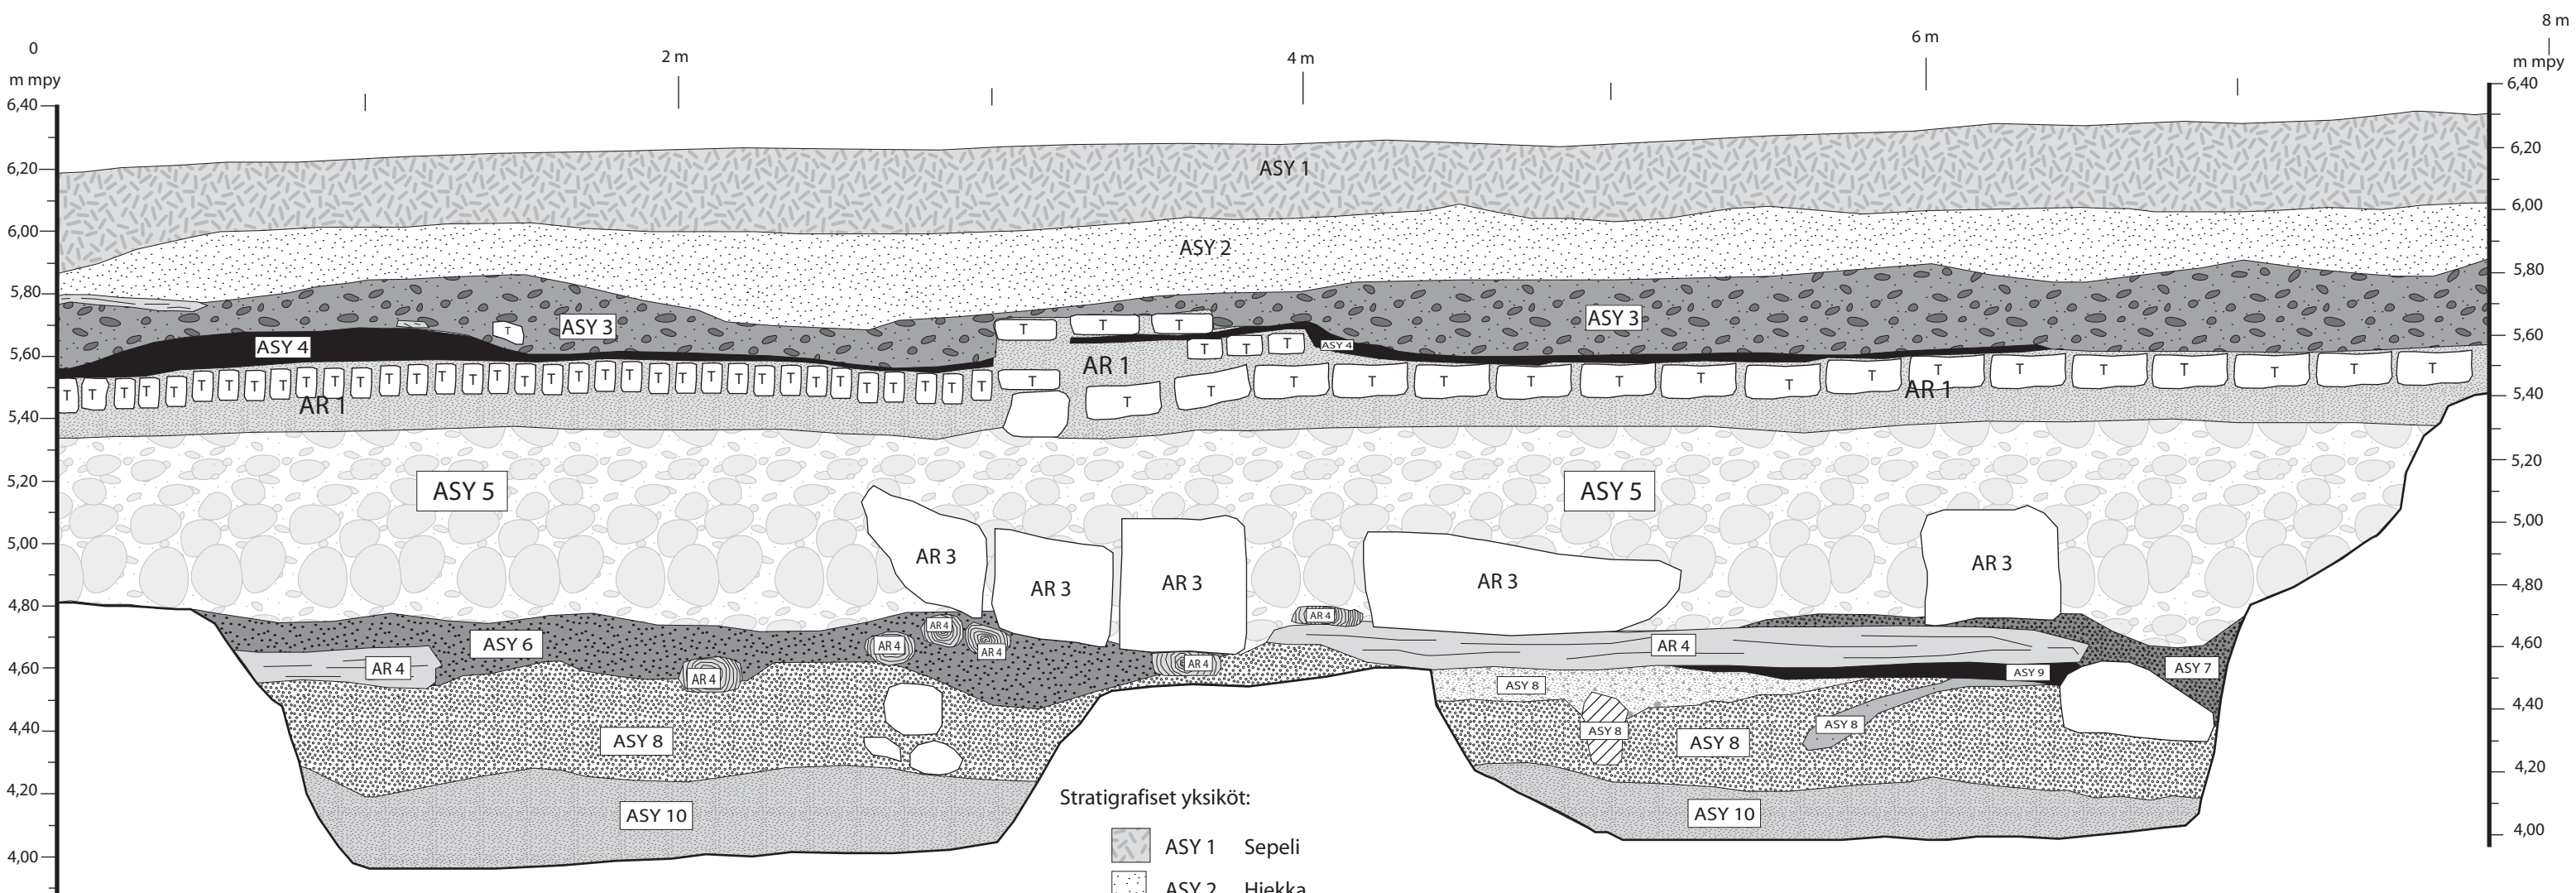 8 m
6 m
0
2 m
4 m
m mpy
m mpy
6,40
6,40
6,20
6,20
ASY 1
6,00
6,00
ASY 2
5,80
5,80
ASY 3
ASY 3
T
T
T
T
5,60
5,60
ASY 4
ASY 4
T T T
AR 1
T T T T T T T T T T T T T T T T T T T T T T T T T T T T T T T
T
T T T T T T T T T T T T T T T
T
T
5,40
5,40
AR 1
AR 1
5,20
5,20
ASY 5
ASY 5
5,00
5,00
AR 3
AR 3
AR 3
AR 3
AR 3
4,80
4,80
AR 4
AR 4
AR 4
AR 4
ASY 6
AR 4
4,60
4,60
AR 4
AR 4
AR 4
ASY 7
ASY 9
ASY 8
4,40
4,40
ASY 8
ASY 8
ASY 8
ASY 8
4,20
4,20
ASY 10
ASY 10
4,00
4,00
Stratigrafiset yksiköt:
ASY 1 Sepeli
ASY 2 Hiekka